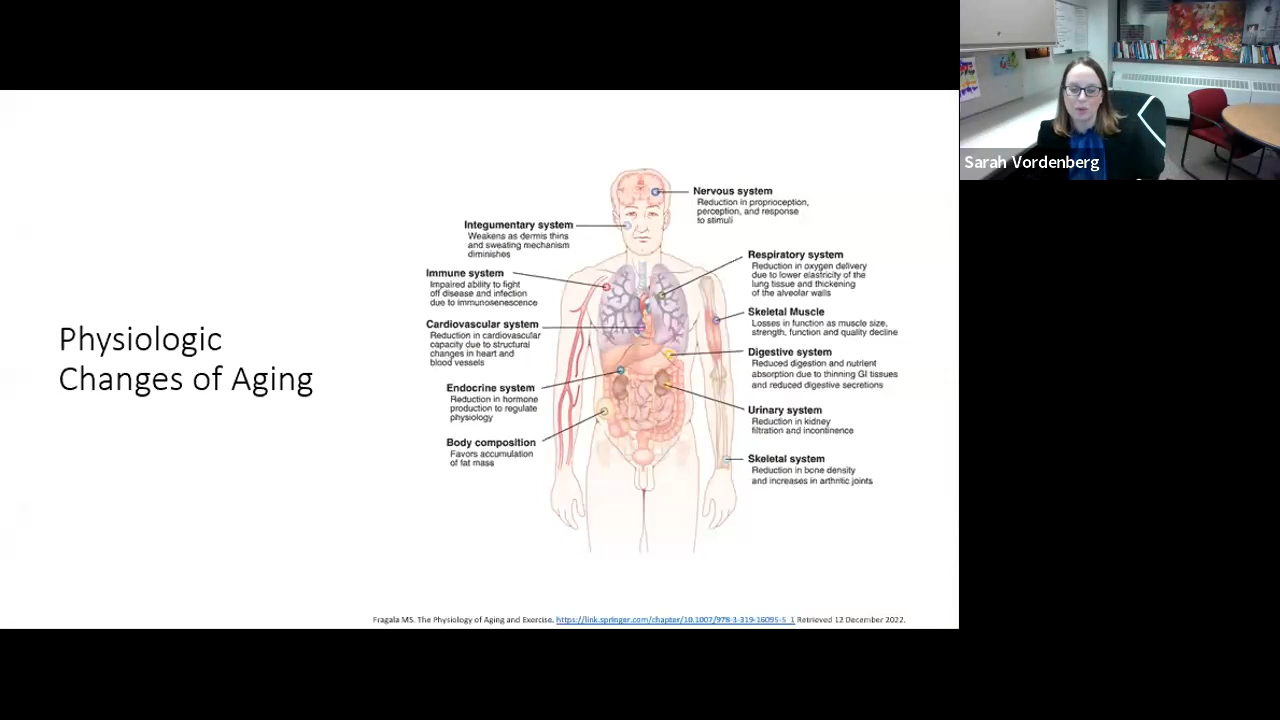 Sarah Vordenberg
Physiologic
Changes of Aging
Integumentary system
Weakens as dermis thins
and sweating mechanism
diminishes
Immune system
Impaired ability to fight
off disease and infection
due to immunosenescence
Cardiovascular system
Reduction in cardiovascular
capacity due to structural
changes in heart and
blood vessels
Endocrine system
Reduction in hormone
production to regulate
physiology
Body composition
Favors accumulation
of fat mass
Nervous system
Reduction in proprioception,
perception, and response
to stimuli
Respiratory system
Reduction in oxygen delivery
due to lower elasticity of the
lung tissue and thickening
of the alveolar walls
Skeletal Muscle
Losses in function as muscle size,
strength, function and quality decline
Digestive system
Reduced digestion and nutrient
absorption due to thinning GI tissues
and reduced digestive secretions
Urinary system
Reduction in kidney
filtration and incontinence
Skeletal system
Reduction in bone density
and increases in arthritic joints
Fragala MS. The Physiology of Aging and Exercise. https://link.springer.com/chapter/10.1007/978-3-319-16095-5_1 Retrieved 12 December 2022.